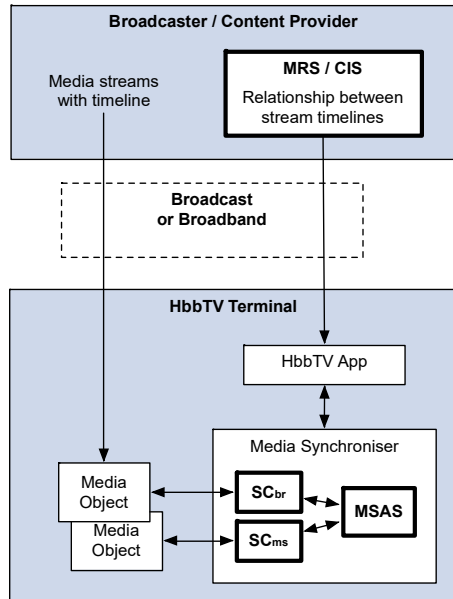 Broadcaster / Content Provider
Media streams
with timeline
MRS / CIS
Relationship between
stream timelines
Broadcast
or Broadband
HbbTV Terminal
HbbTV App
Media Synchroniser
Media
Object
Media
Object
SCbr
SCms
MSAS